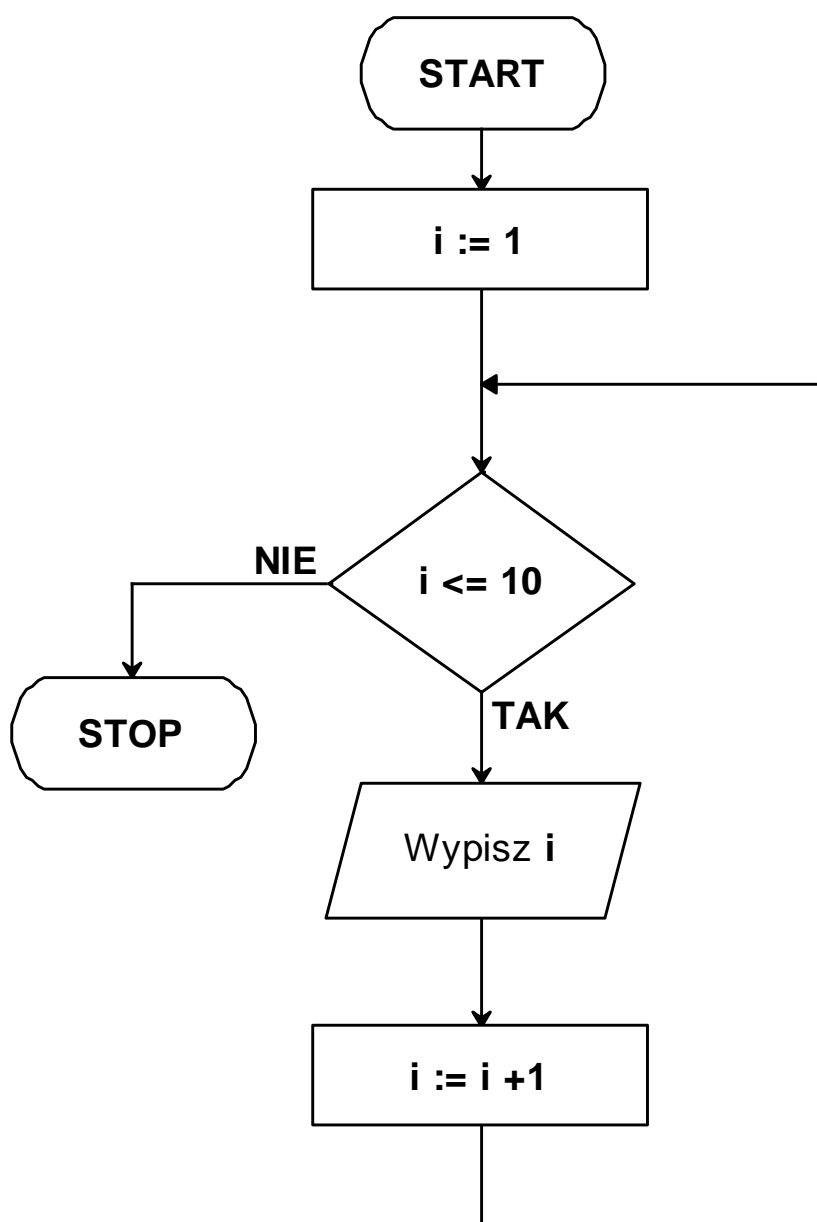 START
i := 1
NIE
i <= 10
TAK
STOP
Wypisz i
i := i +1